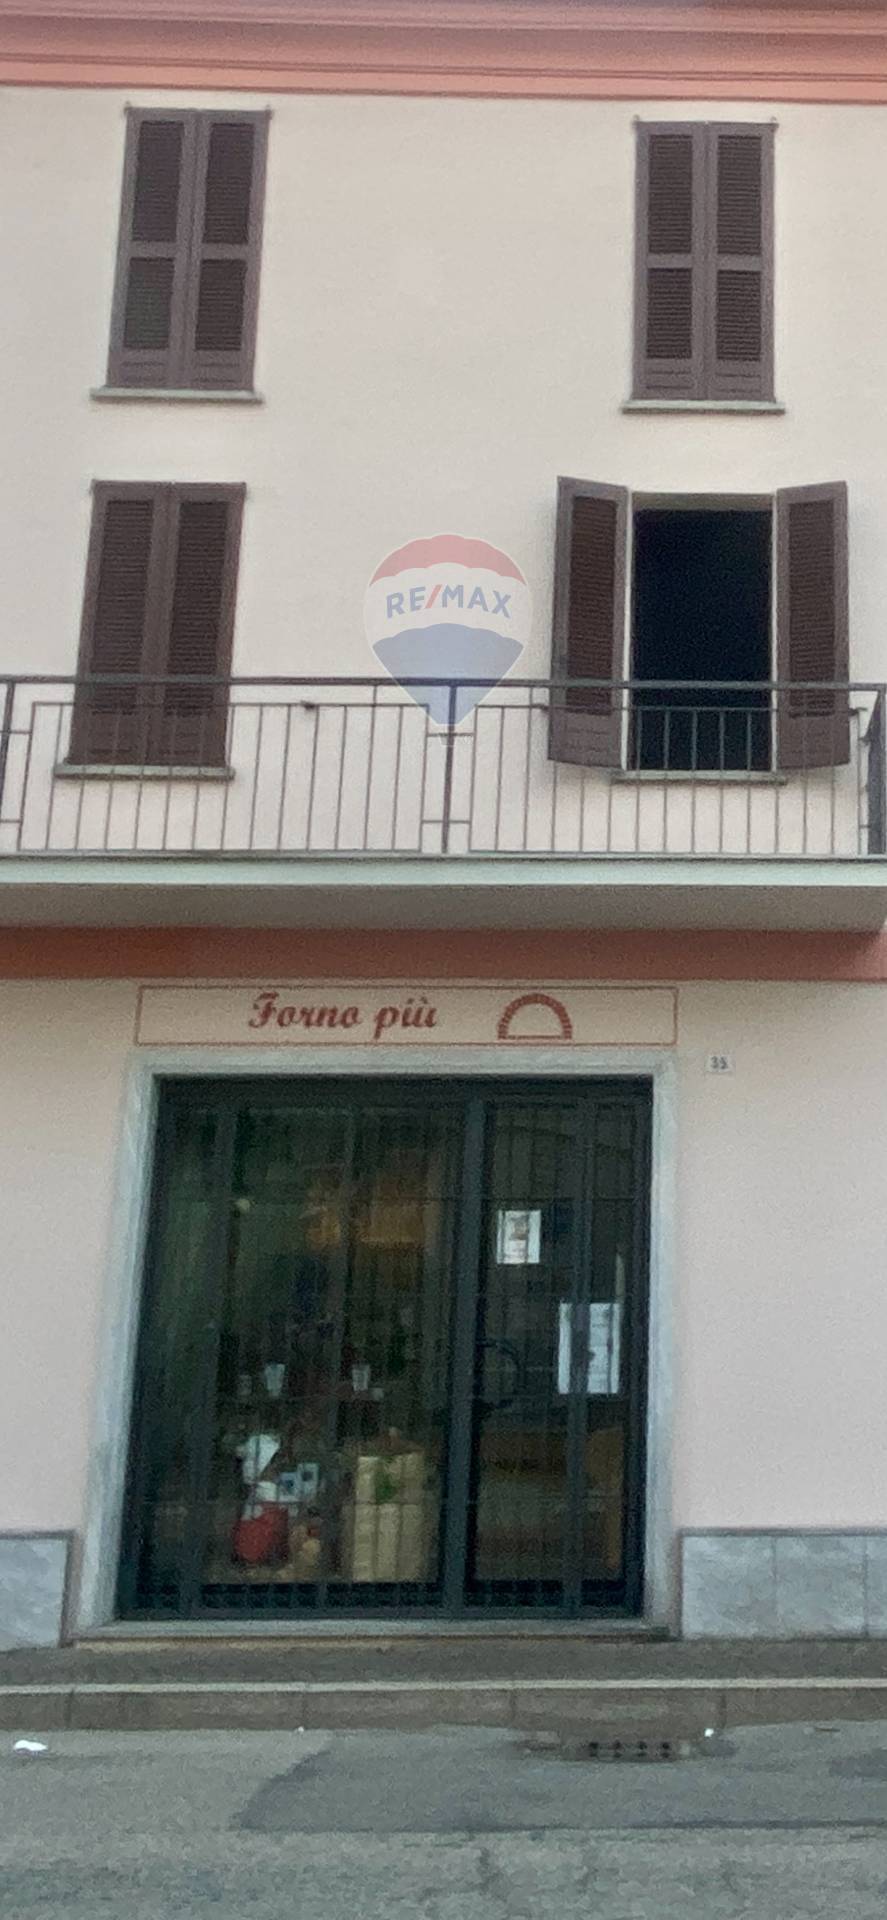 RE/MAX
Forno più
35